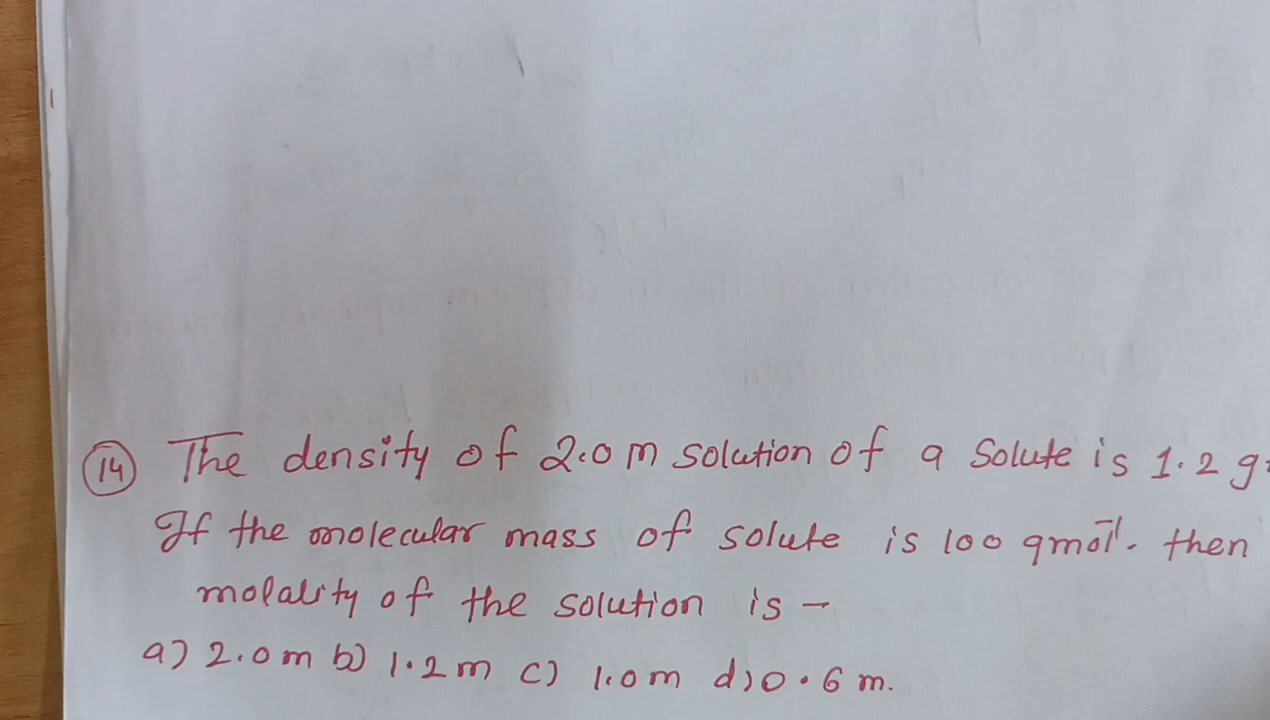 (14) The density of 2.0 m solution of a solute is 1.2 g
If the molecular mass of solute is 100 gmol⁻¹. then
molality of the solution is –
a) 2.0 m b) 1.2 m c) 1.0 m d) 0.6 m.